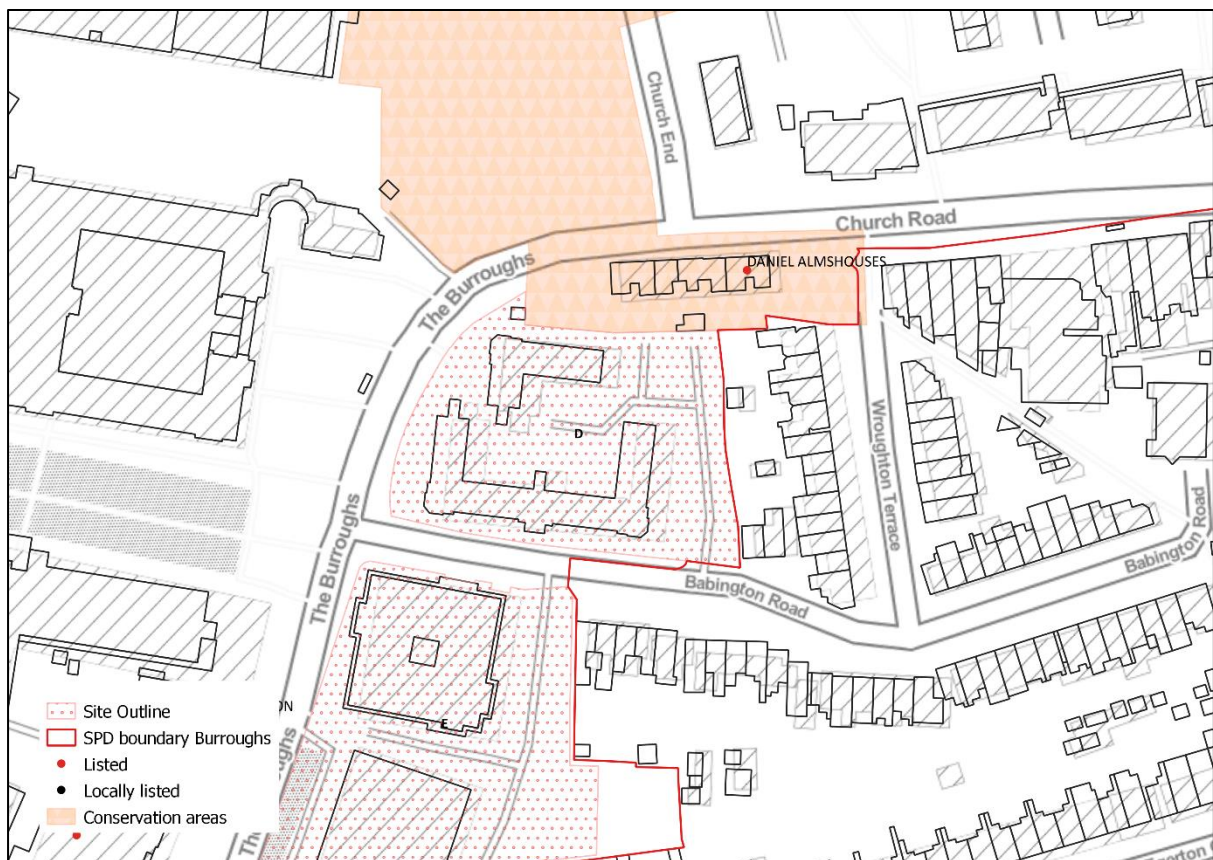 Church End
Church Road
The Burroughs
DANIEL ALMSHOUSES
D
Wroughton Terrace
The Burroughs
Babington Road
Babington Road
E
ON
Site Outline
SPD boundary Burroughs
Listed
Locally listed
Conservation areas